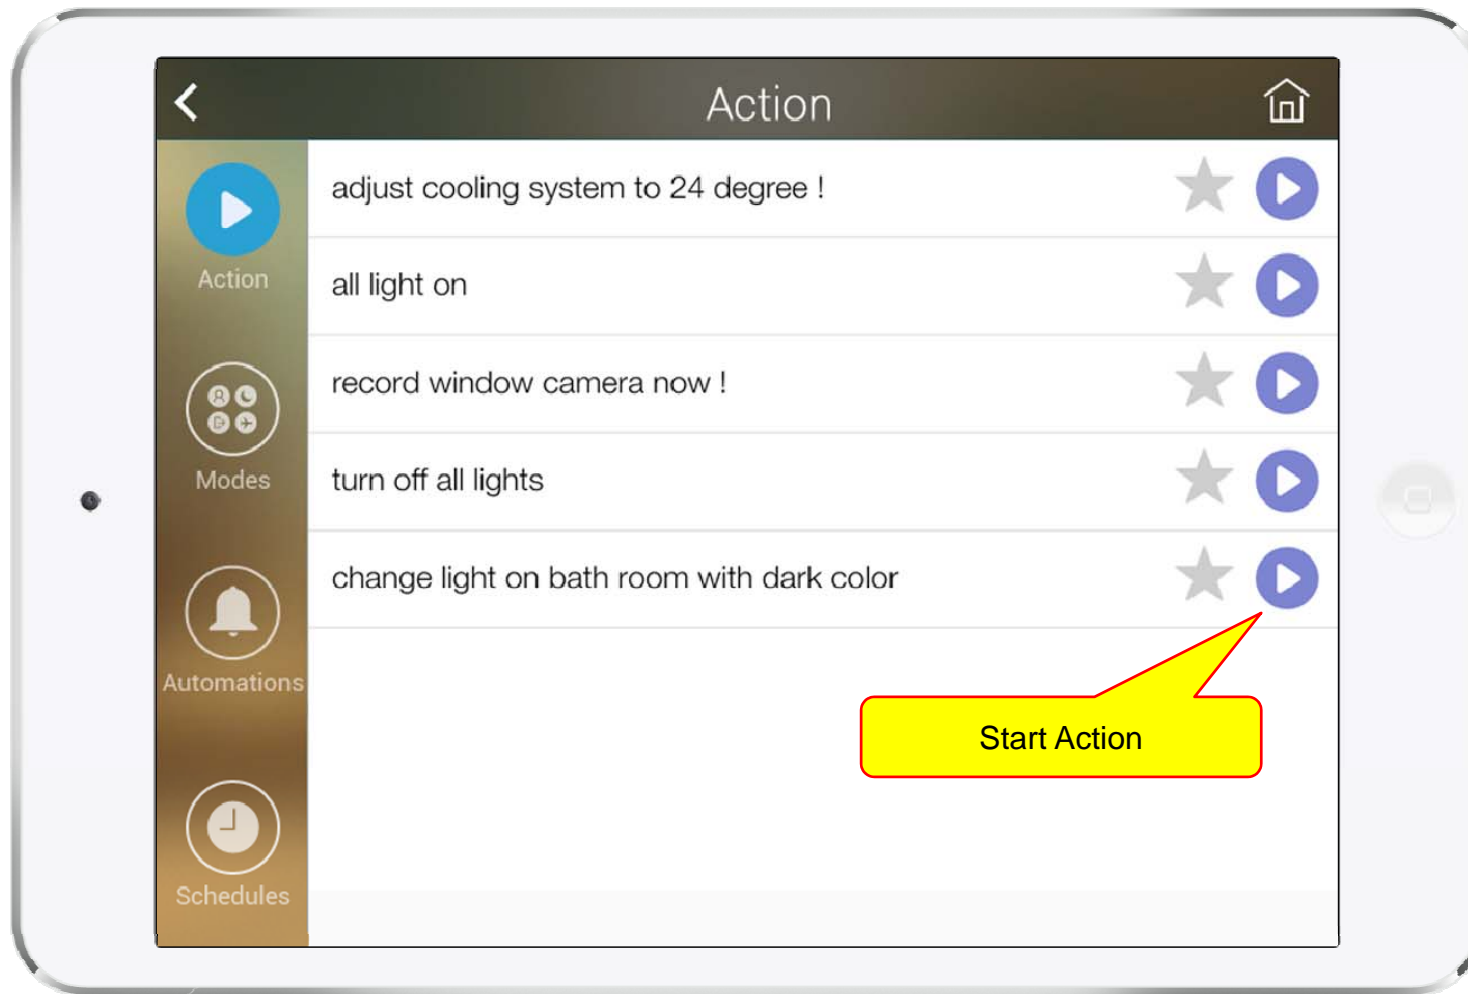 Action
Action
adjust cooling system to 24 degree !
all light on
record window camera now !
Modes
turn off all lights
change light on bath room with dark color
Automations
Start Action
Schedules